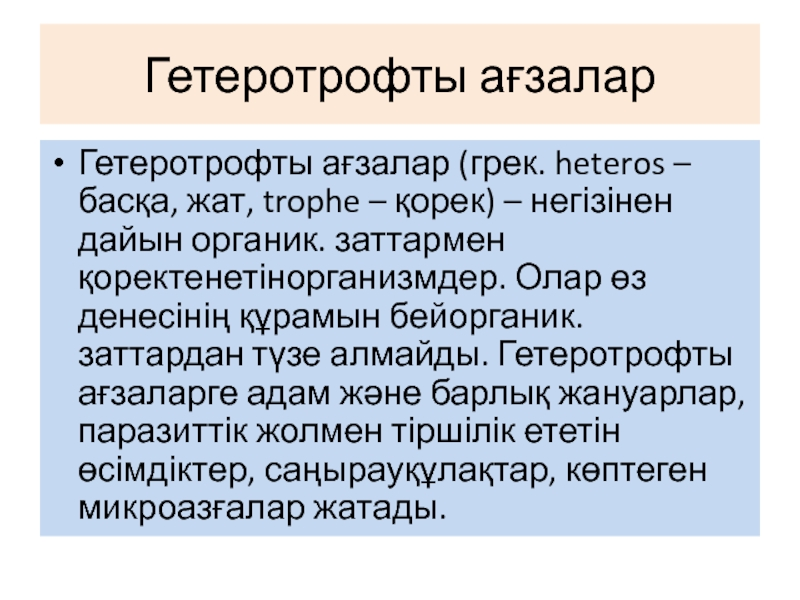 Гетеротрофты ағзалар
• Гетеротрофты ағзалар (грек. heteros –
басқа, жат, trophe – қорек) – негізінен
дайын органик. заттармен
қоректенетінорганизмдер. Олар өз
денесінің құрамын бейорганик.
заттардан түзе алмайды. Гетеротрофты
ағзаларге адам және барлық жануарлар,
паразиттік жолмен тіршілік ететін
өсімдіктер, саңырауқұлақтар, көптеген
микроазғалар жатады.